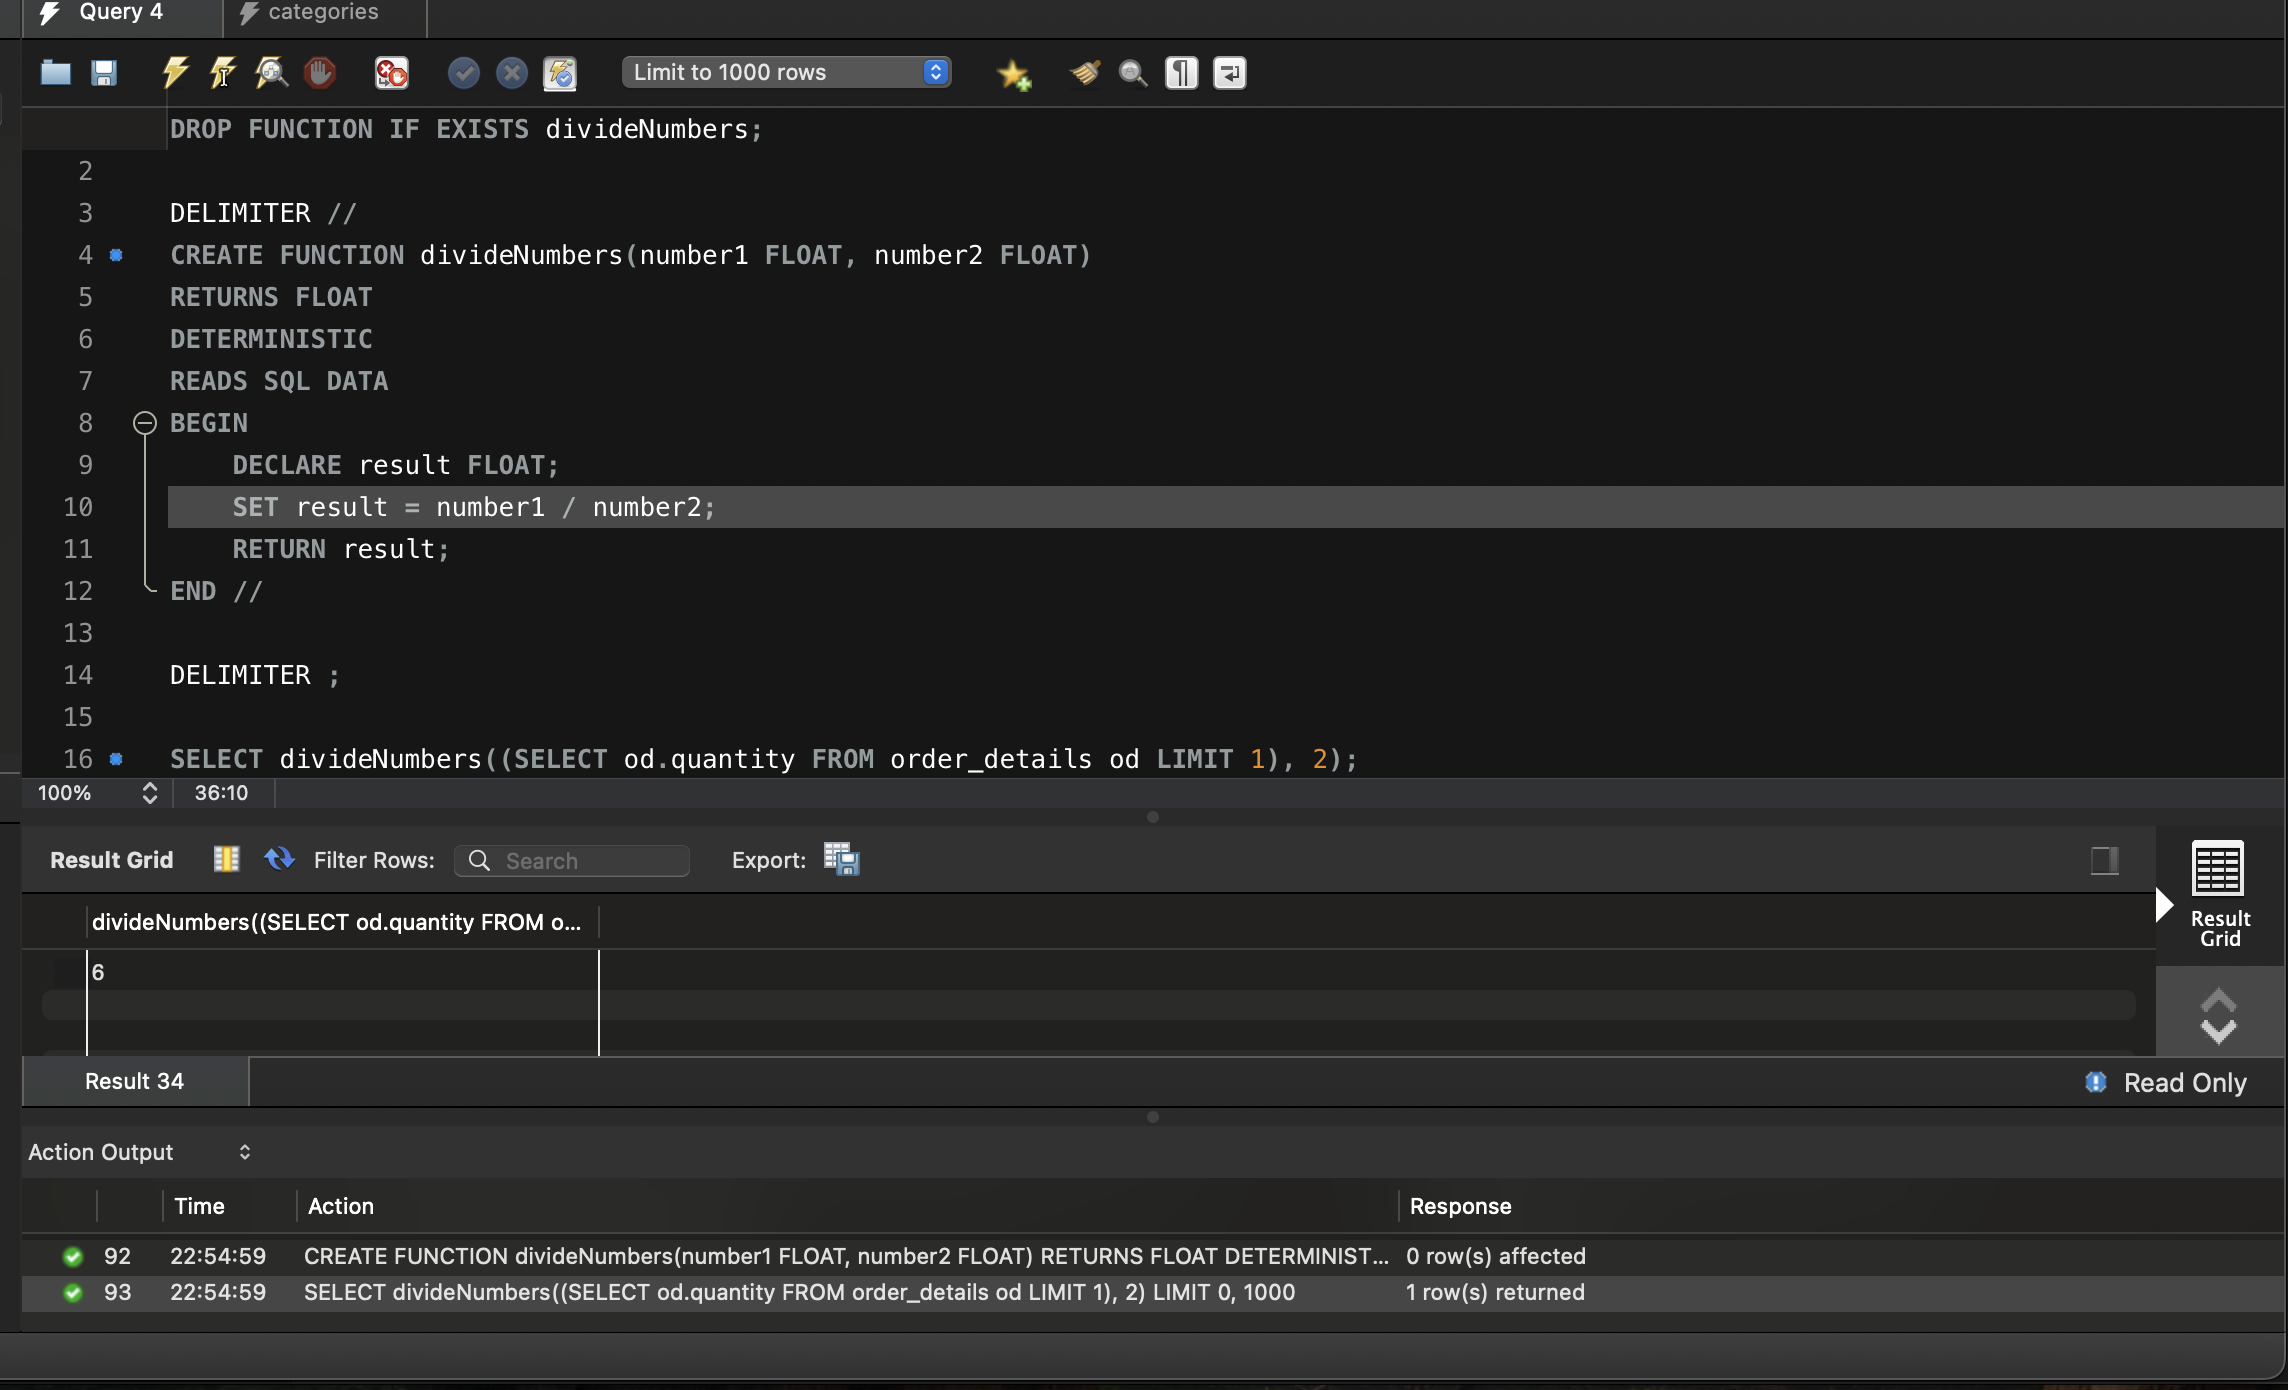 Query 4
categories
Limit to 1000 rows
DROP FUNCTION IF EXISTS divideNumbers;
2
3 DELIMITER //
4 CREATE FUNCTION divideNumbers(number1 FLOAT, number2 FLOAT)
5 RETURNS FLOAT
6 DETERMINISTIC
7 READS SQL DATA
8 BEGIN
9 DECLARE result FLOAT;
10 SET result = number1 / number2;
11 RETURN result;
12 END //
13
14 DELIMITER ;
15
16 SELECT divideNumbers((SELECT od.quantity FROM order_details od LIMIT 1), 2);
100% 36:10
Result Grid Filter Rows: Search Export:
Result Grid
divideNumbers((SELECT od.quantity FROM o...
6
Result 34 Read Only
Action Output
Time Action Response
92 22:54:59 CREATE FUNCTION divideNumbers(number1 FLOAT, number2 FLOAT) RETURNS FLOAT DETERMINIST... 0 row(s) affected
93 22:54:59 SELECT divideNumbers((SELECT od.quantity FROM order_details od LIMIT 1), 2) LIMIT 0, 1000 1 row(s) returned